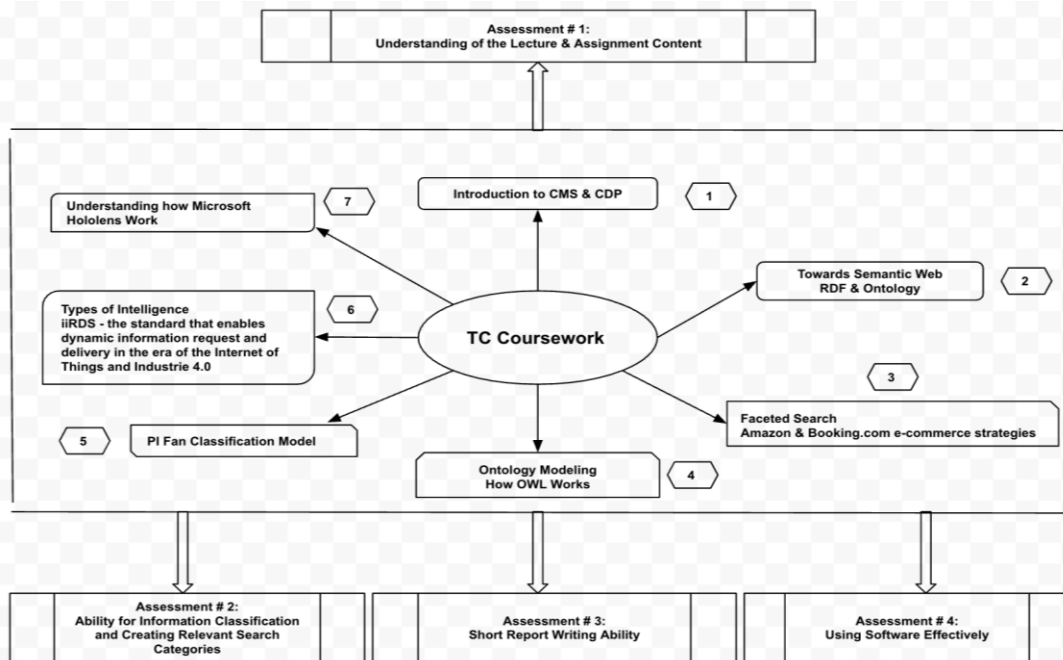 Assessment # 1:
Understanding of the Lecture & Assignment Content
Introduction to CMS & CDP
1
Towards Semantic Web
RDF & Ontology
2
3
Faceted Search
Amazon & Booking.com e-commerce strategies
Ontology Modeling
How OWL Works
4
5
PI Fan Classification Model
6
Types of Intelligence
iiRDS - the standard that enables
dynamic information request and
delivery in the era of the Internet of
Things and Industrie 4.0
7
Understanding how Microsoft
Hololens Work
TC Coursework
Assessment # 2:
Ability for Information Classification
and Creating Relevant Search
Categories
Assessment # 3:
Short Report Writing Ability
Assessment # 4:
Using Software Effectively